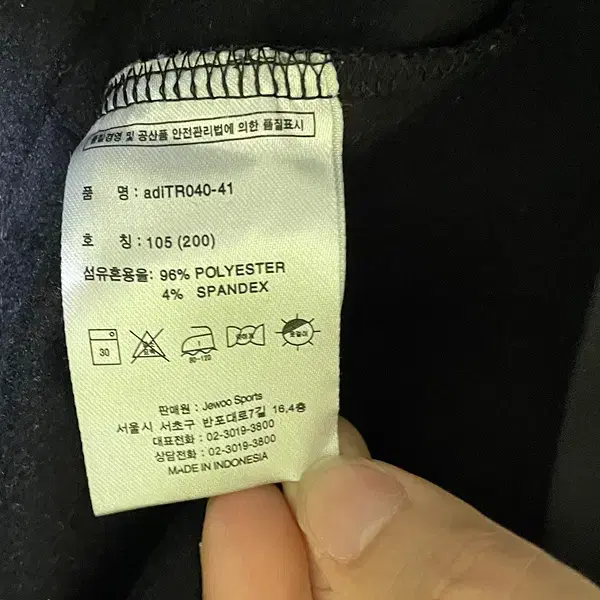 품질경영 및 공산품 안전관리법에 의한 품질표시
품 명 : adiTR040-41
호 칭 : 105 (200)
섬유혼용율: 96% POLYESTER
4% SPANDEX
30
80-120
판매원 : Jewoo Sports
서울시 서초구 반포대로7길 16,4층
대표전화 : 02-3019-3800
상담전화 : 02-3019-3800
MADE IN INDONESIA